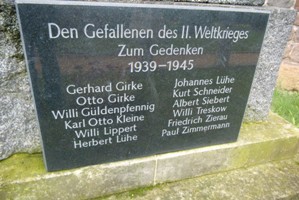 Den Gefallenen des II. Weltkrieges
Zum Gedenken
1939-1945
Gerhard Girke
Otto Girke
Willi Güldenpfennig
Karl Otto Kleine
Willi Lippert
Herbert Lühe
Johannes Lühe
Kurt Schneider
Albert Siebert
Willi Treskow
Friedrich Zierau
Paul Zimmermann